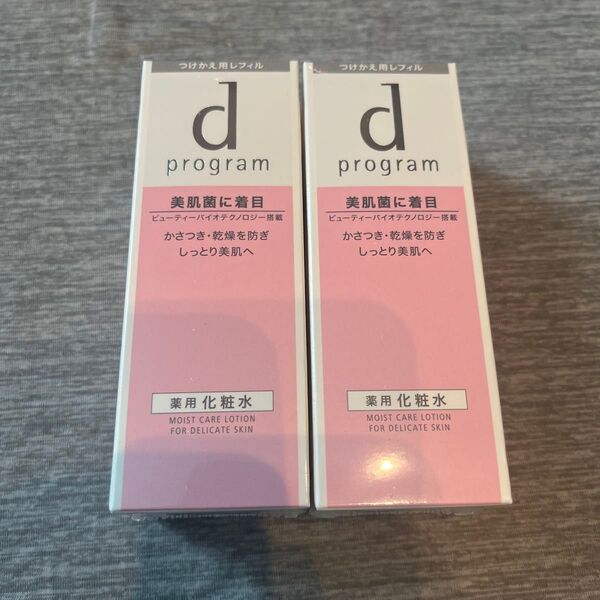 つけかえ用レフィル
d
program
美肌菌に着目
ビューティーバイオテクノロジー搭載
かさつき・乾燥を防ぎ
しっとり美肌へ
薬用 化粧水
MOIST CARE LOTION
FOR DELICATE SKIN
つけかえ用レフィル
d
program
美肌菌に着目
ビューティーバイオテクノロジー搭載
かさつき・乾燥を防ぎ
しっとり美肌へ
薬用 化粧水
MOIST CARE LOTION
FOR DELICATE SKIN